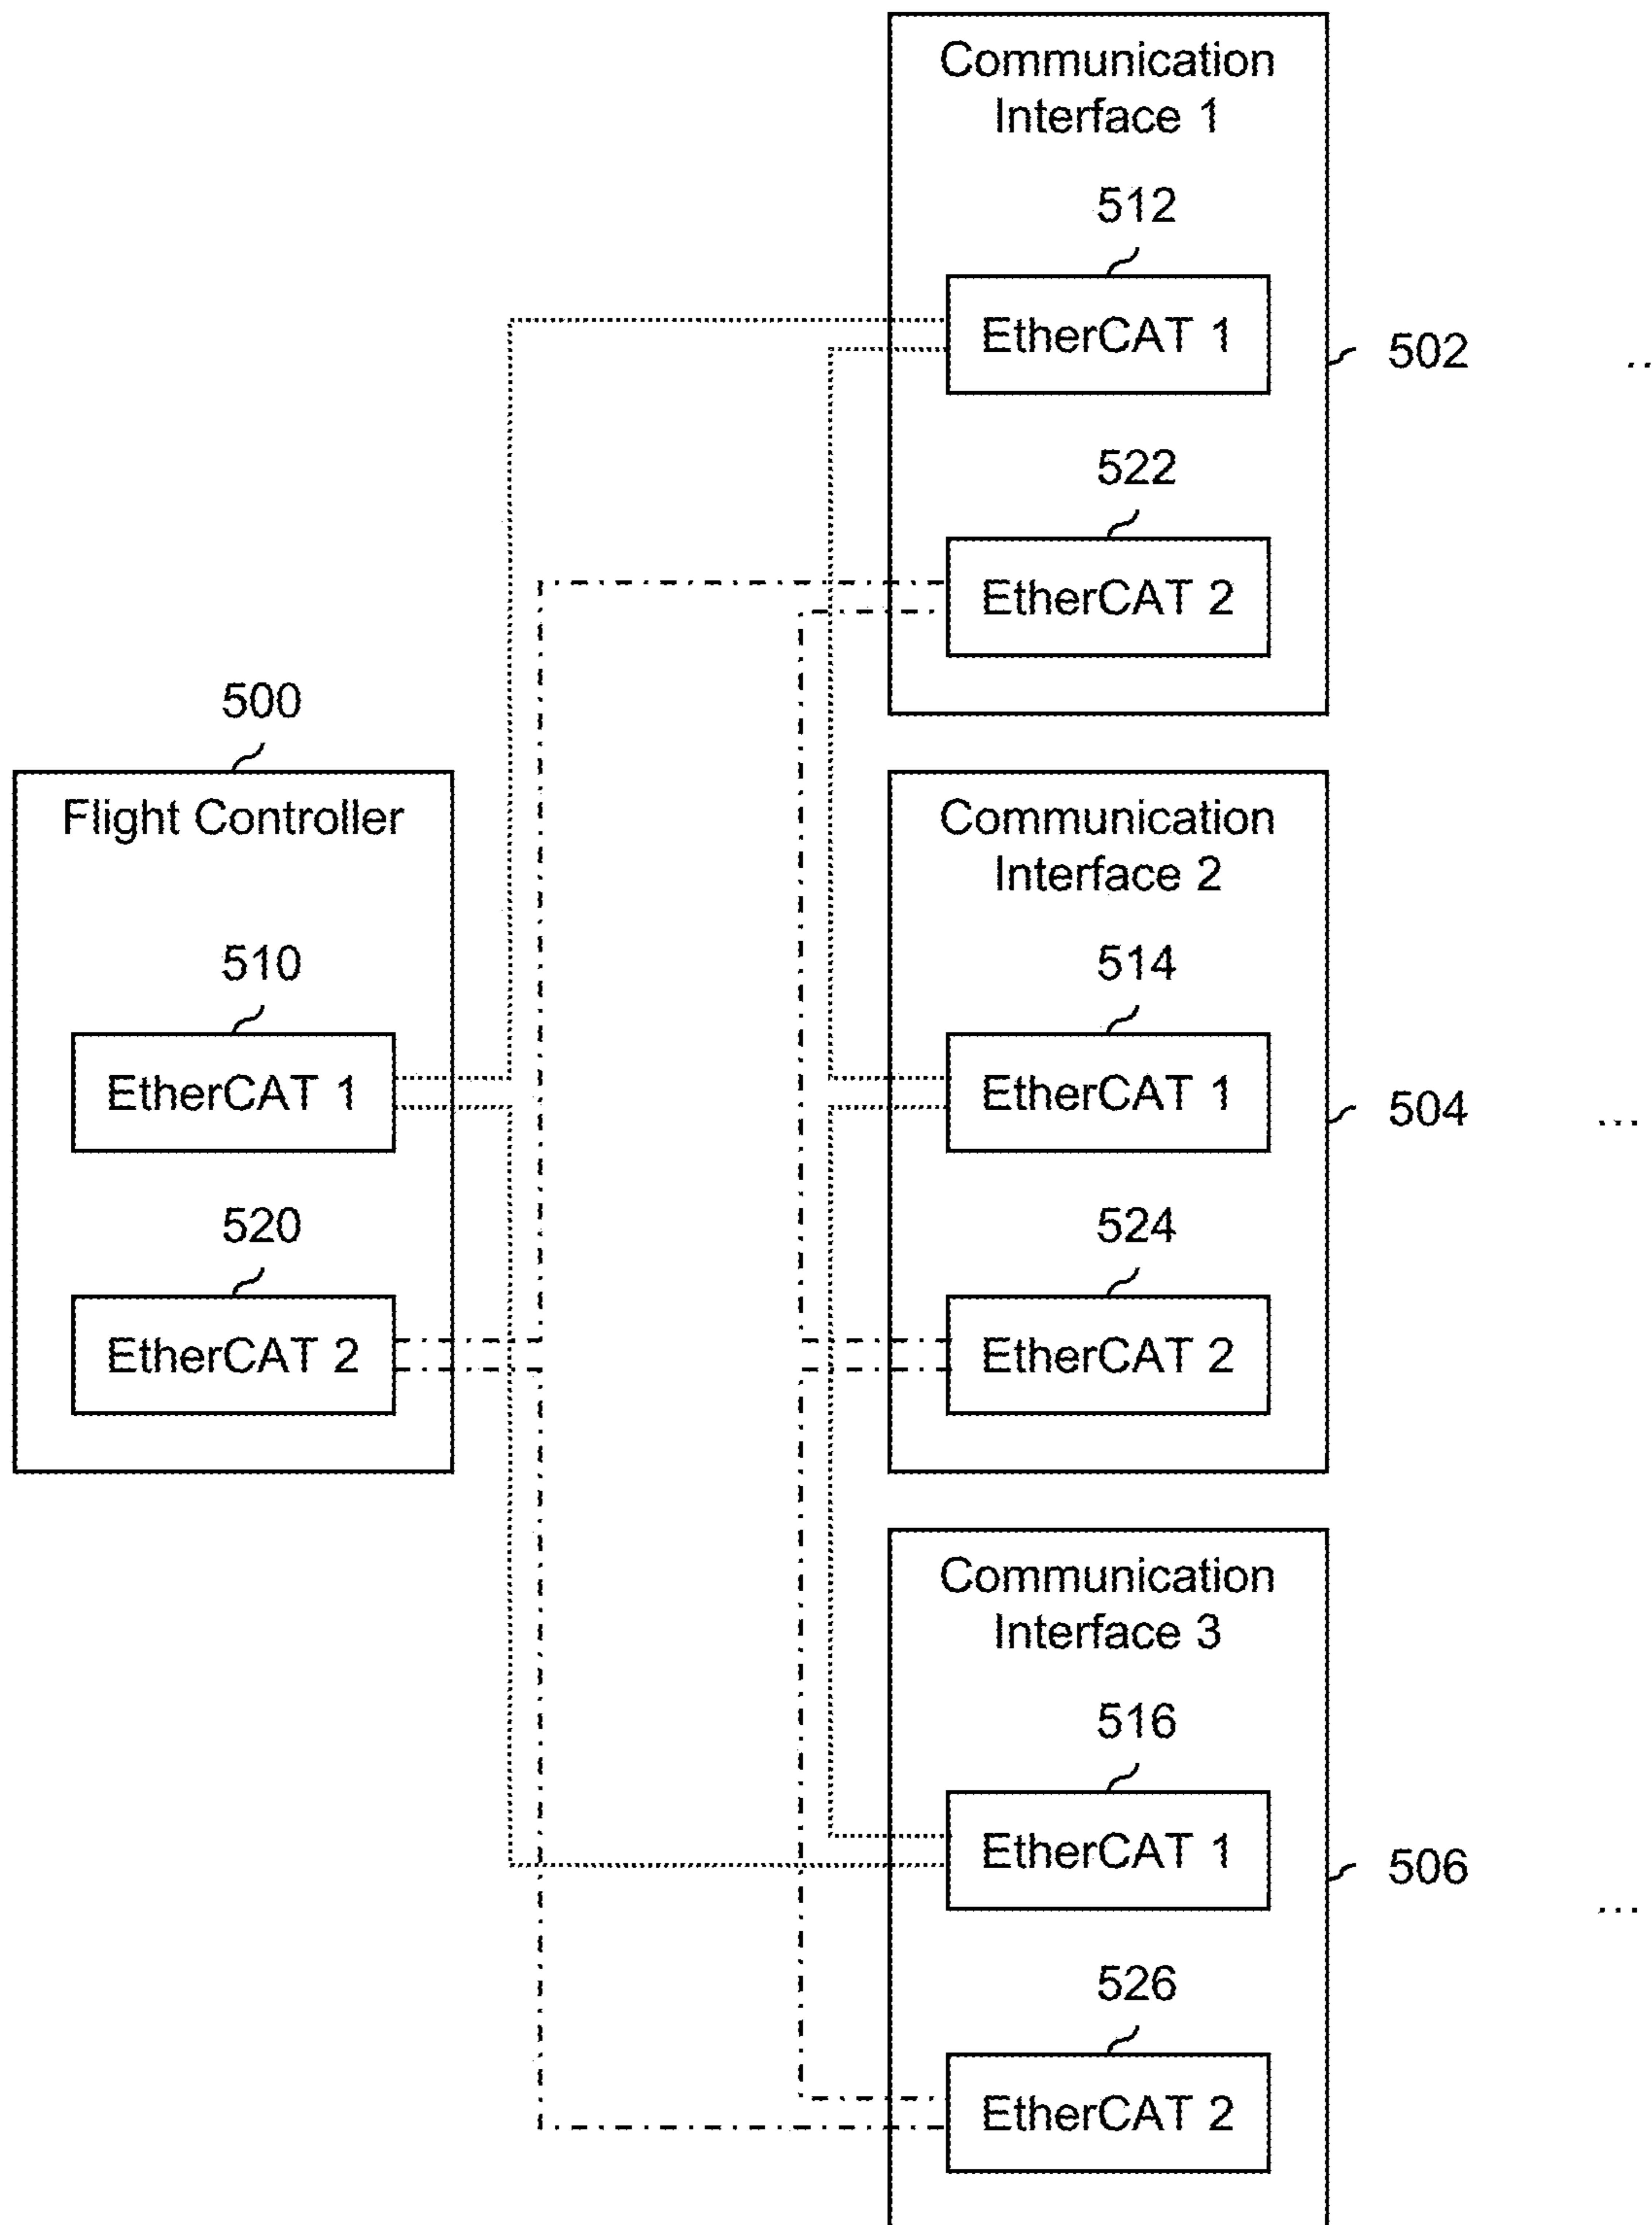 Communication
Interface 1
512
EtherCAT 1
502
..
522
EtherCAT 2
500
Flight Controller
510
EtherCAT 1
520
EtherCAT 2
Communication
Interface 2
514
EtherCAT 1
504
...
524
EtherCAT 2
Communication
Interface 3
516
EtherCAT 1
506
...
526
EtherCAT 2